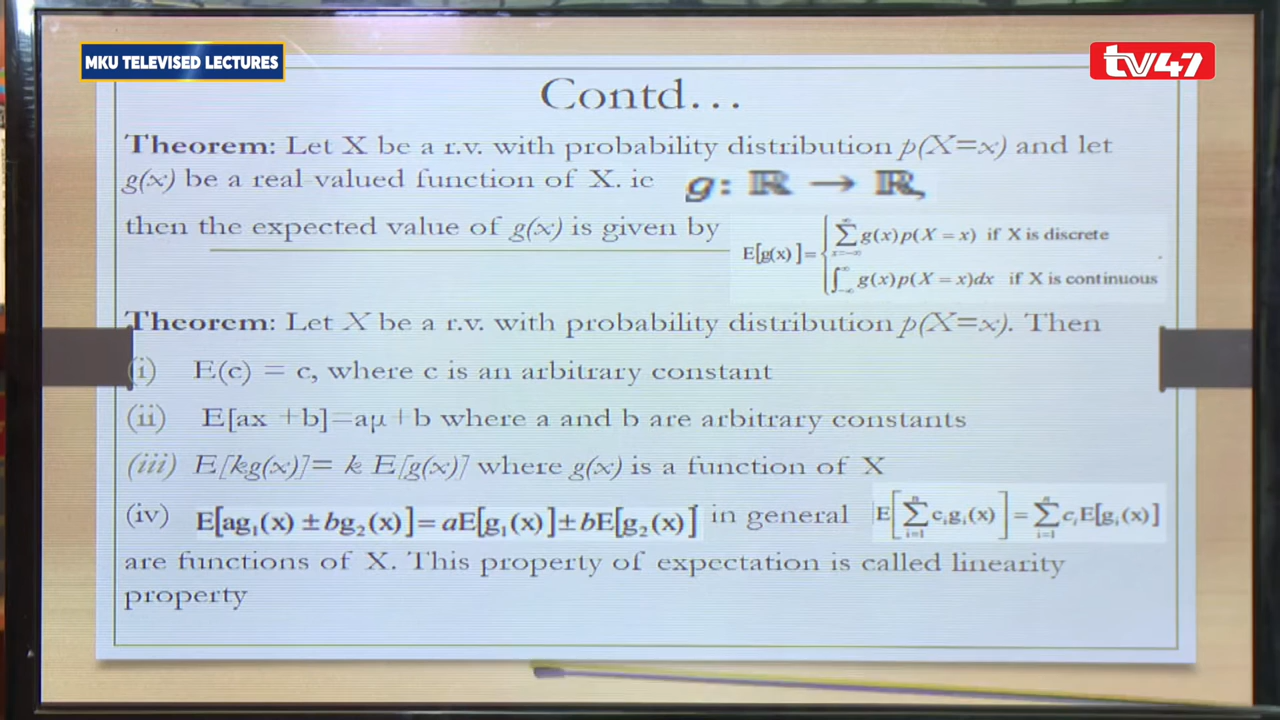 MKU TELEVISED LECTURES
tv47
Contd...
Theorem: Let X be a r.v. with probability distribution p(X=x) and let
g(x) be a real valued function of X. ie g: ℝ → ℝ,
then the expected value of g(x) is given by E[g(x)] = { ∑_{x=-∞}^{∞} g(x)p(X = x) if X is discrete
∫_{-∞}^{∞} g(x)p(X = x)dx if X is continuous .
Theorem: Let X be a r.v. with probability distribution p(X=x). Then
(i) E(c) = c, where c is an arbitrary constant
(ii) E[ax +b]=aμ+b where a and b are arbitrary constants
(iii) E[kg(x)]= k E[g(x)] where g(x) is a function of X
(iv) E[ag₁(x) ± bg₂(x)] = aE[g₁(x)] ± bE[g₂(x)] in general E[∑_{i=1}^{n} cᵢgᵢ(x)] = ∑_{i=1}^{n} cᵢE[gᵢ(x)]
are functions of X. This property of expectation is called linearity
property